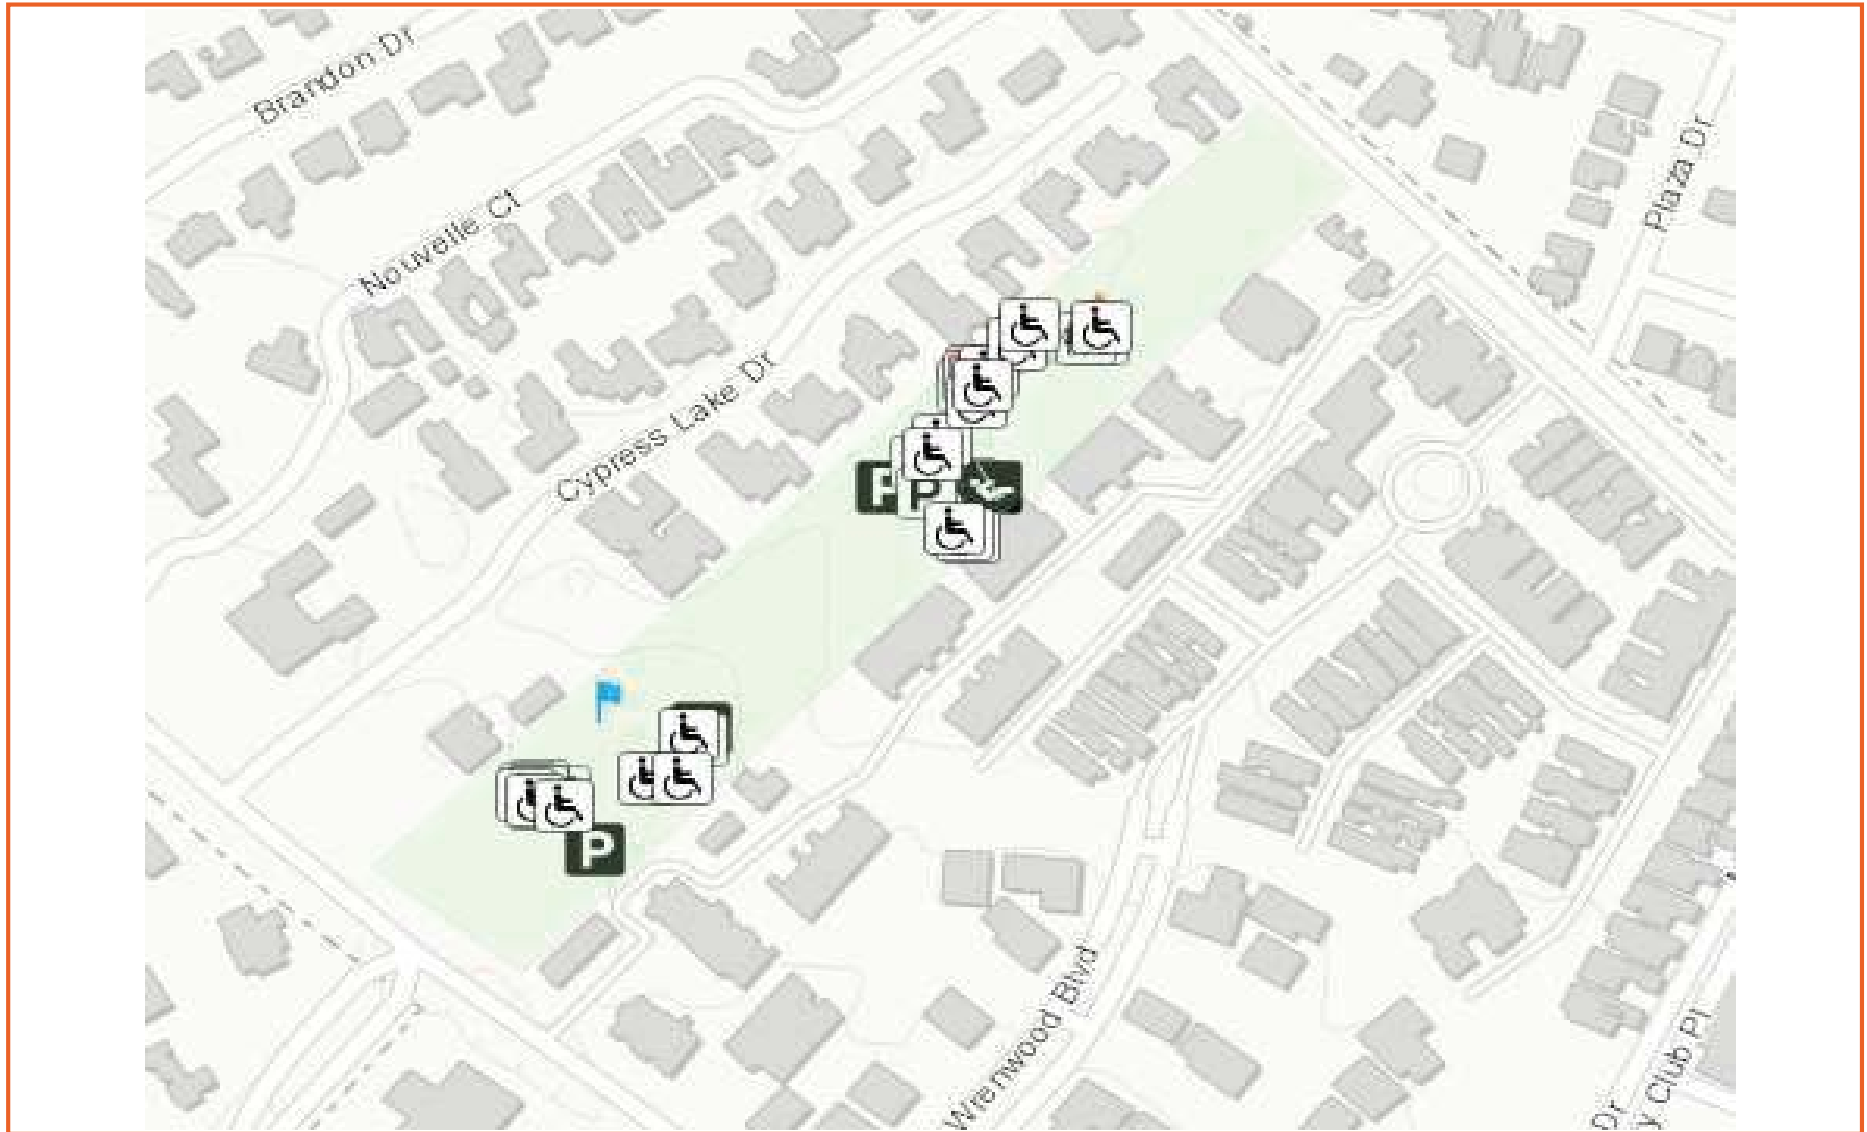 Brandon Dr
Plaza Dr
Nouvelle Ct
Cypress Lake Dr
P
P
P
Wrenwood Blvd
Dr
y Club Pl